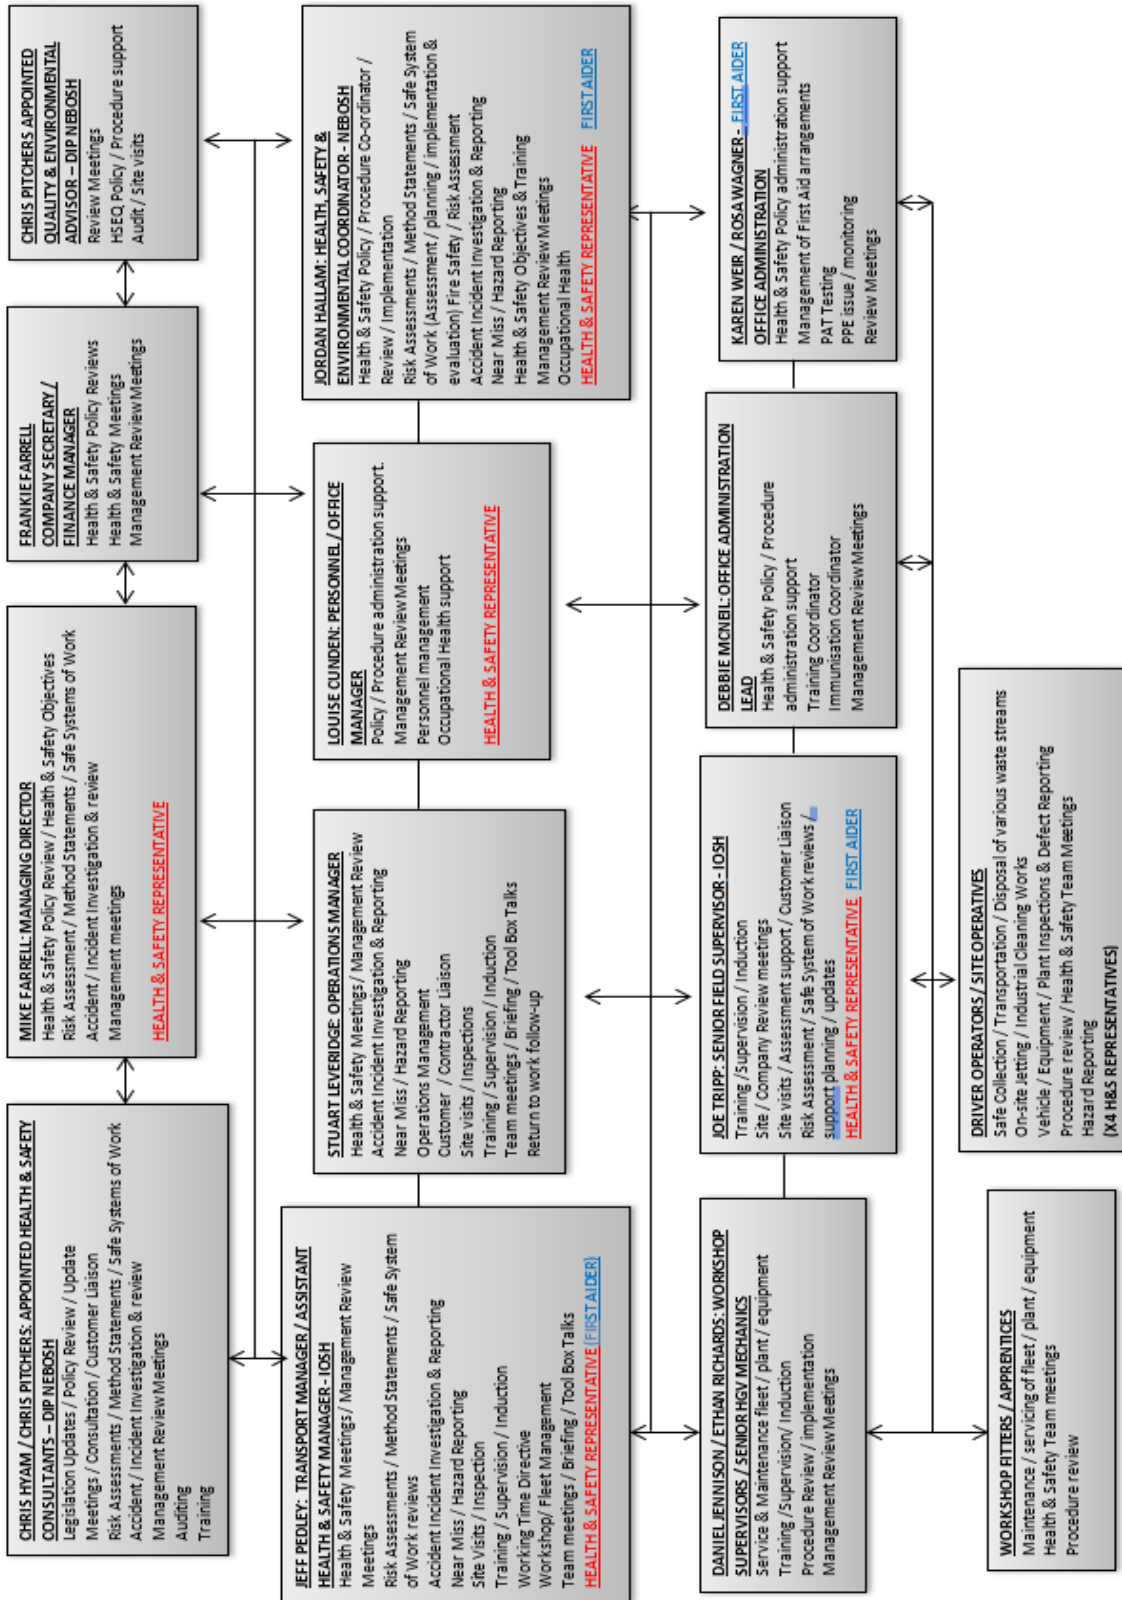 CHRIS HYAM / CHRIS PITCHERS: APPOINTED HEALTH & SAFETY
CONSULTANTS – DIP NEBOSH
Legislation Updates / Policy Review / Update
Meetings / Consultation / Customer Liaison
Risk Assessments / Method Statements / Safe Systems of Work
Accident / Incident Investigation & review
Management Review Meetings
Auditing
Training
MIKE FARRELL: MANAGING DIRECTOR
Health & Safety Policy Review / Health & Safety Objectives
Risk Assessment / Method Statements / Safe Systems of Work
Accident / Incident Investigation & review
Management meetings
HEALTH & SAFETY REPRESENTATIVE
FRANKIE FARRELL
COMPANY SECRETARY /
FINANCE MANAGER
Health & Safety Policy Reviews
Health & Safety Meetings
Management Review Meetings
CHRIS PITCHERS APPOINTED
QUALITY & ENVIRONMENTAL
ADVISOR – DIP NEBOSH
Review Meetings
HSEQ Policy / Procedure support
Audit / Site visits
JEFF PEDLEY: TRANSPORT MANAGER / ASSISTANT
HEALTH & SAFETY MANAGER - IOSH
Health & Safety Meetings / Management Review
Meetings
Risk Assessments / Method Statements / Safe System
of Work reviews
Accident Incident Investigation & Reporting
Near Miss / Hazard Reporting
Site Visits / Inspection
Training / Supervision / Induction
Working Time Directive
Workshop/ Fleet Management
Team meetings / Briefing / Tool Box Talks
HEALTH & SAFETY REPRESENTATIVE (FIRST AIDER)
STUART LEVERIDGE: OPERATIONS MANAGER
Health & Safety Meetings / Management Review
Accident Incident Investigation & Reporting
Near Miss / Hazard Reporting
Operations Management
Customer / Contractor Liaison
Site visits / Inspections
Training / Supervision / Induction
Team meetings / Briefing / Tool Box Talks
Return to work follow-up
LOUISE CUNDEN: PERSONNEL / OFFICE
MANAGER
Policy / Procedure administration support.
Management Review Meetings
Personnel management
Occupational Health support
HEALTH & SAFETY REPRESENTATIVE
JORDAN HALLAM: HEALTH, SAFETY &
ENVIRONMENTAL COORDINATOR - NEBOSH
Health & Safety Policy / Procedure Co-ordinator /
Review / Implementation
Risk Assessments / Method Statements / Safe System
of Work (Assessment / planning / implementation &
evaluation) Fire Safety / Risk Assessment
Accident Incident Investigation & Reporting
Near Miss / Hazard Reporting
Health & Safety Objectives & Training
Management Review Meetings
Occupational Health
HEALTH & SAFETY REPRESENTATIVE FIRST AIDER
DANIEL JENNISON / ETHAN RICHARDS: WORKSHOP
SUPERVISORS / SENIOR HGV MECHANICS
Service & Maintenance fleet / plant / equipment
Training / Supervision/ Induction
Procedure Review / implementation
Management Review Meetings
JOE TRIPP: SENIOR FIELD SUPERVISOR - IOSH
Training / Supervision / Induction
Site / Company Review meetings
Site visits / Assessment support / Customer Liaison
Risk Assessment / Safe System of Work reviews /
support planning / updates
HEALTH & SAFETY REPRESENTATIVE FIRST AIDER
DEBBIE MCNEIL: OFFICE ADMINISTRATION
LEAD
Health & Safety Policy / Procedure
administration support
Training Coordinator
Immunisation Coordinator
Management Review Meetings
KAREN WEIR / ROSA WAGNER - FIRST AIDER
OFFICE ADMINISTRATION
Health & Safety Policy administration support
Management of First Aid arrangements
PAT Testing
PPE issue / monitoring
Review Meetings
WORKSHOP FITTERS / APPRENTICES
Maintenance / servicing of fleet / plant / equipment
Health & Safety Team meetings
Procedure review
DRIVER OPERATORS / SITE OPERATIVES
Safe Collection / Transportation / Disposal of various waste streams
On-site Jetting / Industrial Cleaning Works
Vehicle / Equipment / Plant Inspections & Defect Reporting
Procedure review / Health & Safety Team Meetings
Hazard Reporting
(X4 H&S REPRESENTATIVES)